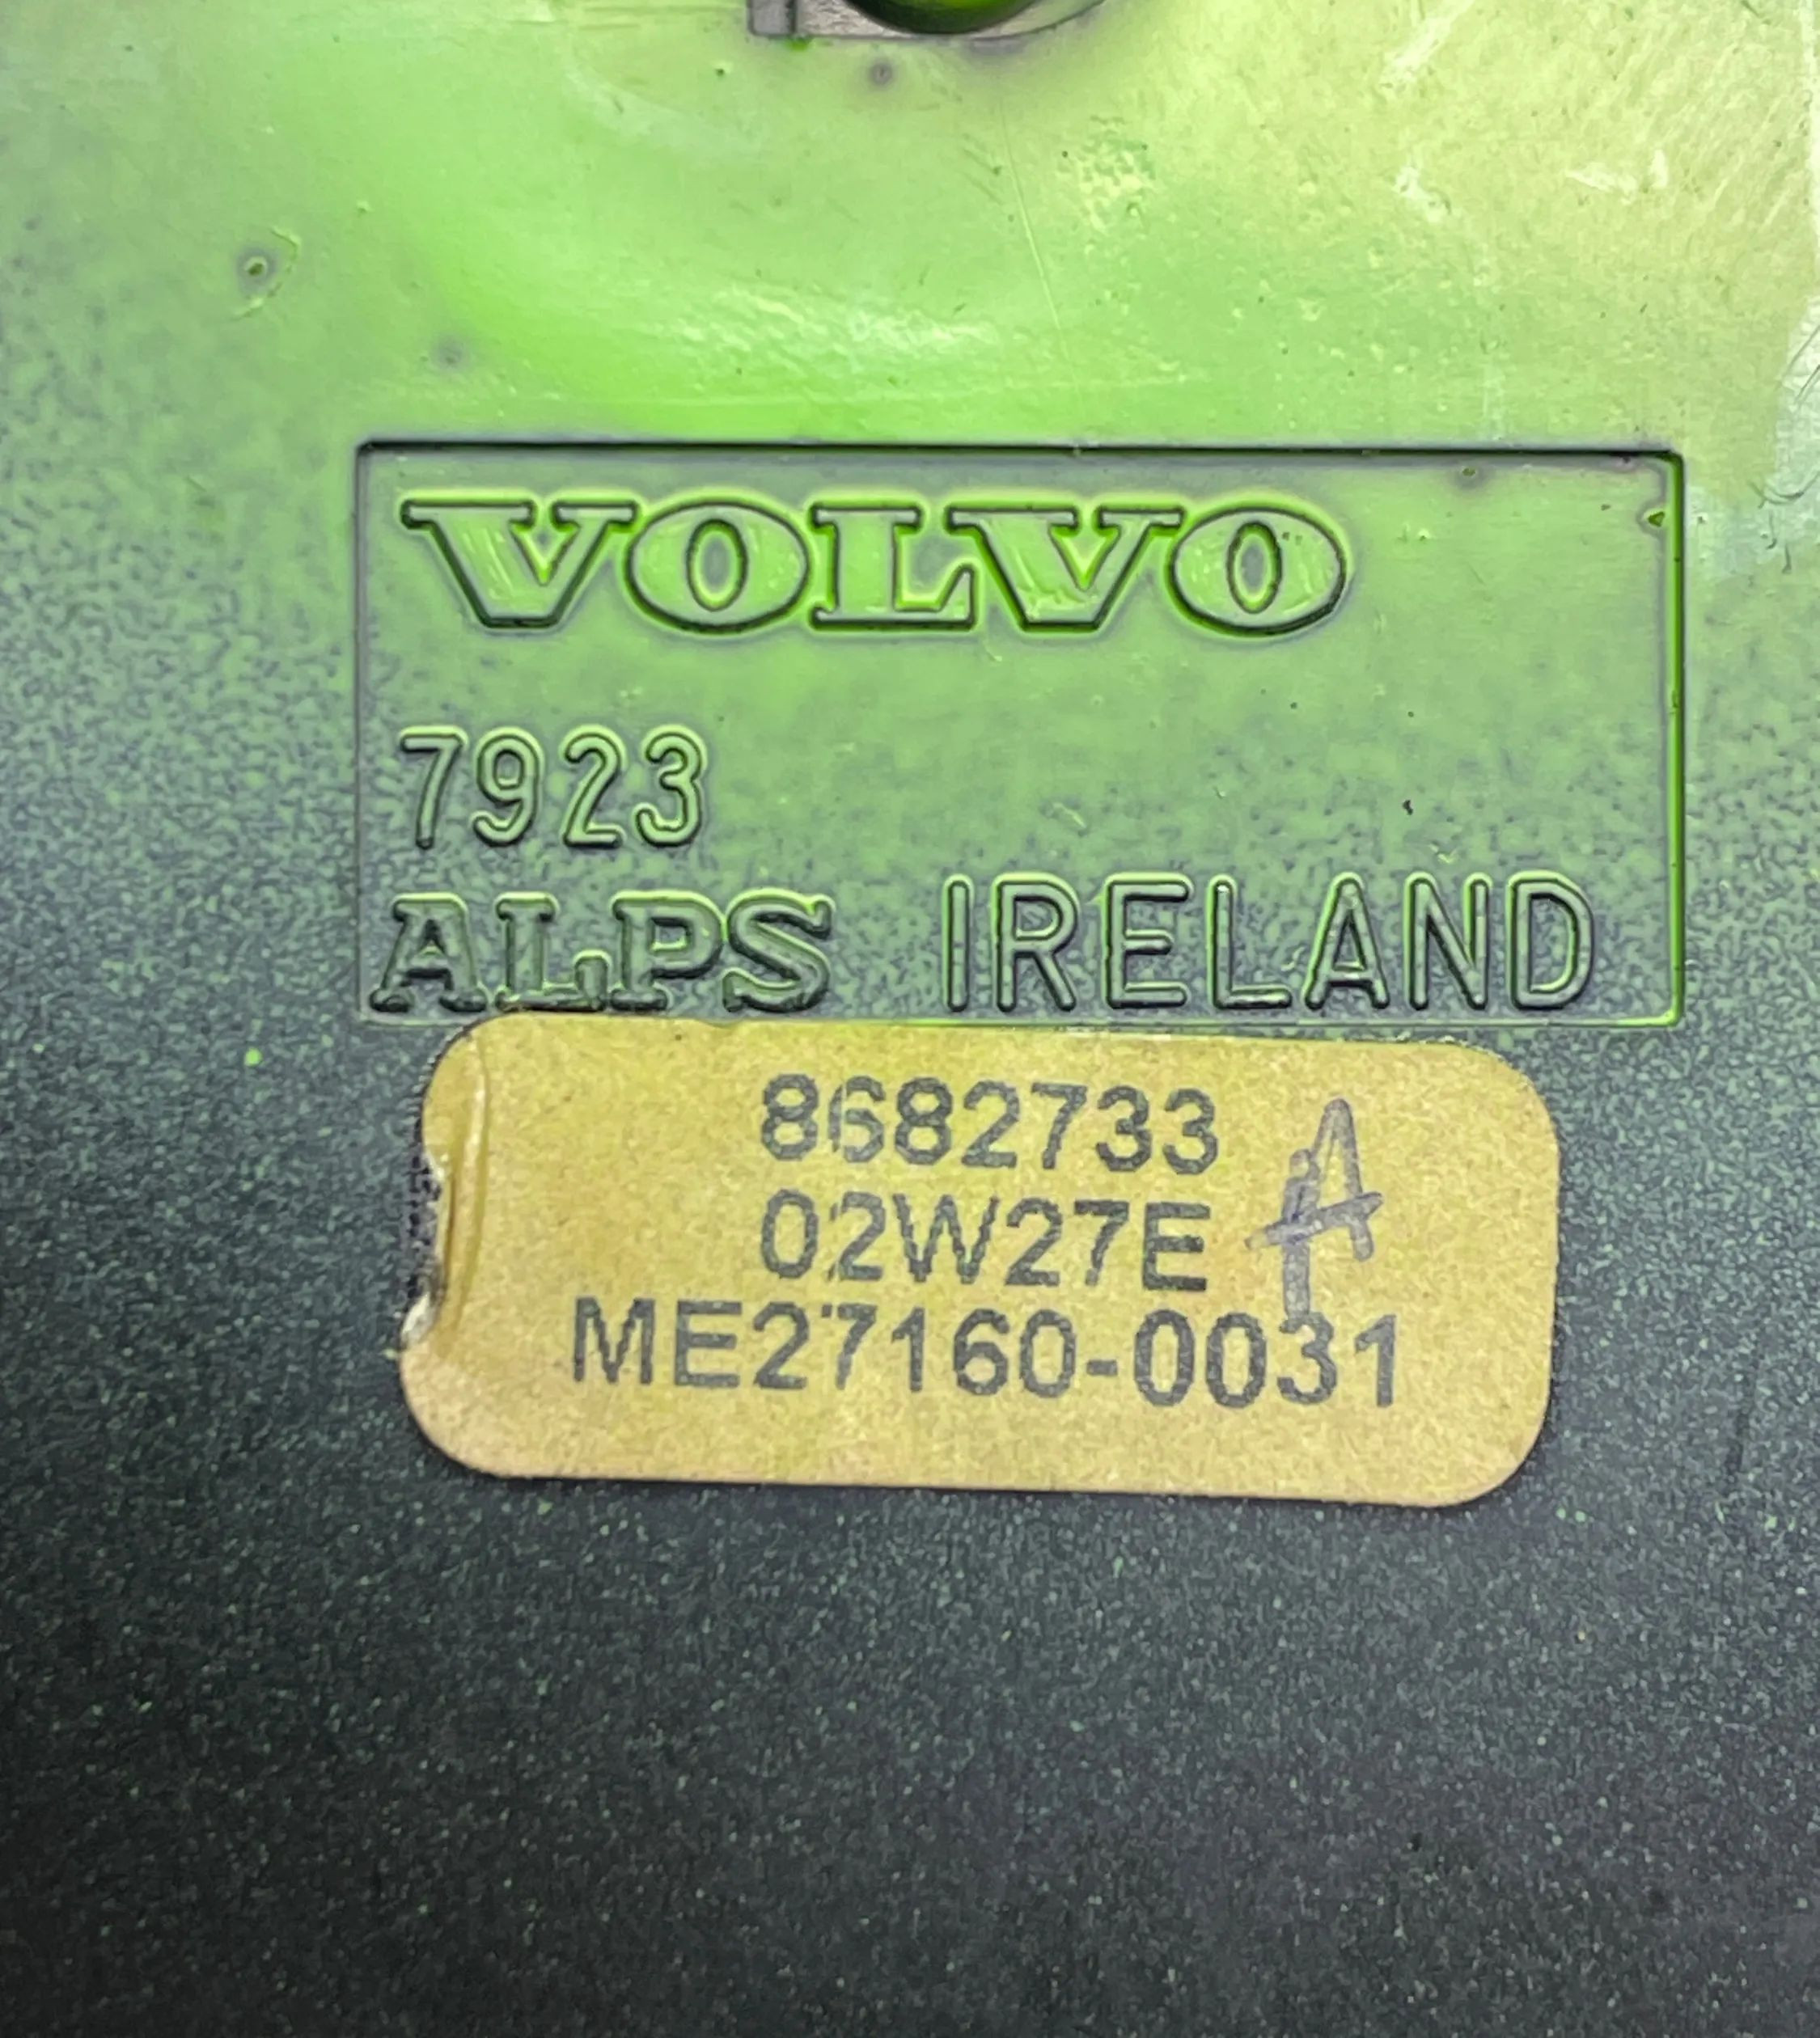 VOLVO
7923
ALPS IRELAND
8682733
02W27E A
ME27160-0031